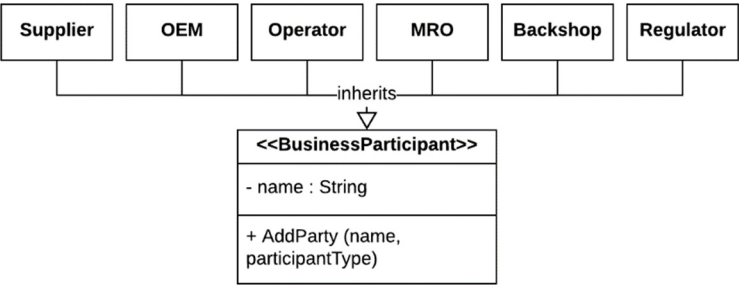 Supplier OEM Operator MRO Backshop Regulator
inherits
<<BusinessParticipant>>
- name : String
+ AddParty (name,
participantType)